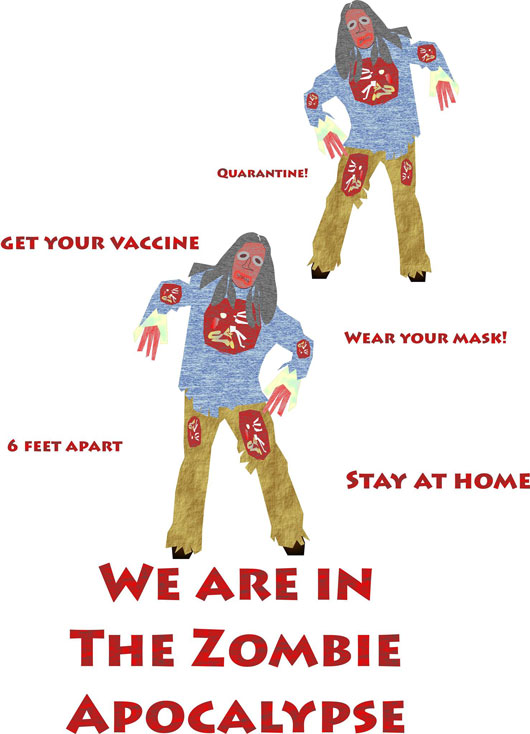 Quarantine!
GET YOUR VACCINE
Wear your mask!
6 feet apart
Stay at home
We are in
The Zombie
Apocalypse